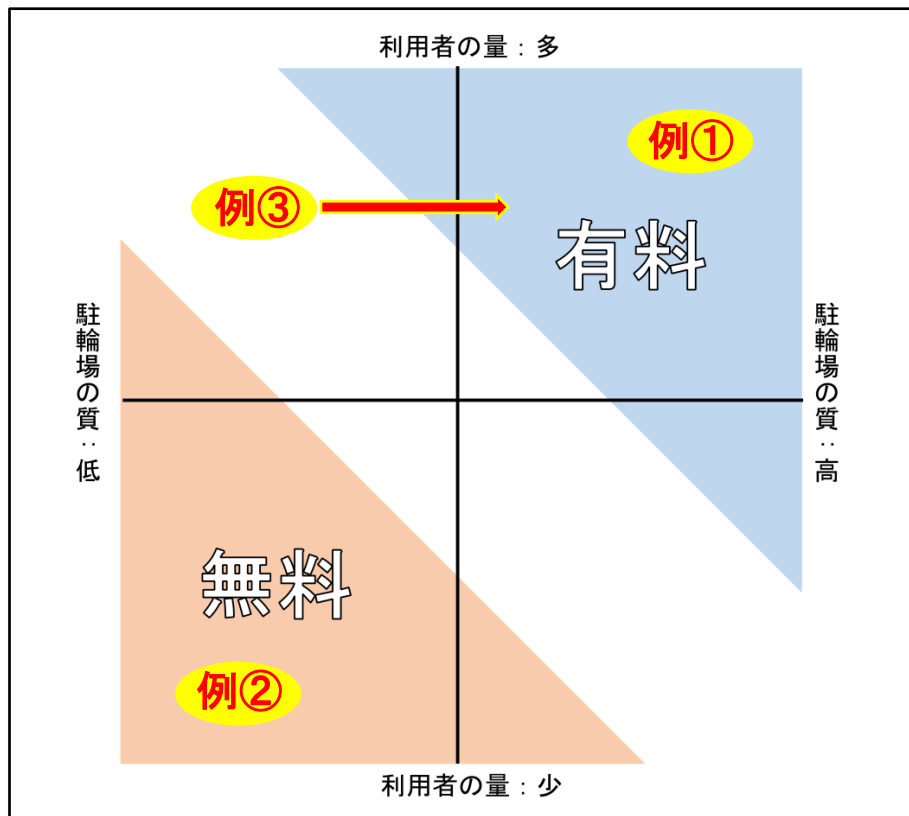 利用者の量：多
例①
例③
有料
駐輪場の質：低
駐輪場の質：高
無料
例②
利用者の量：少